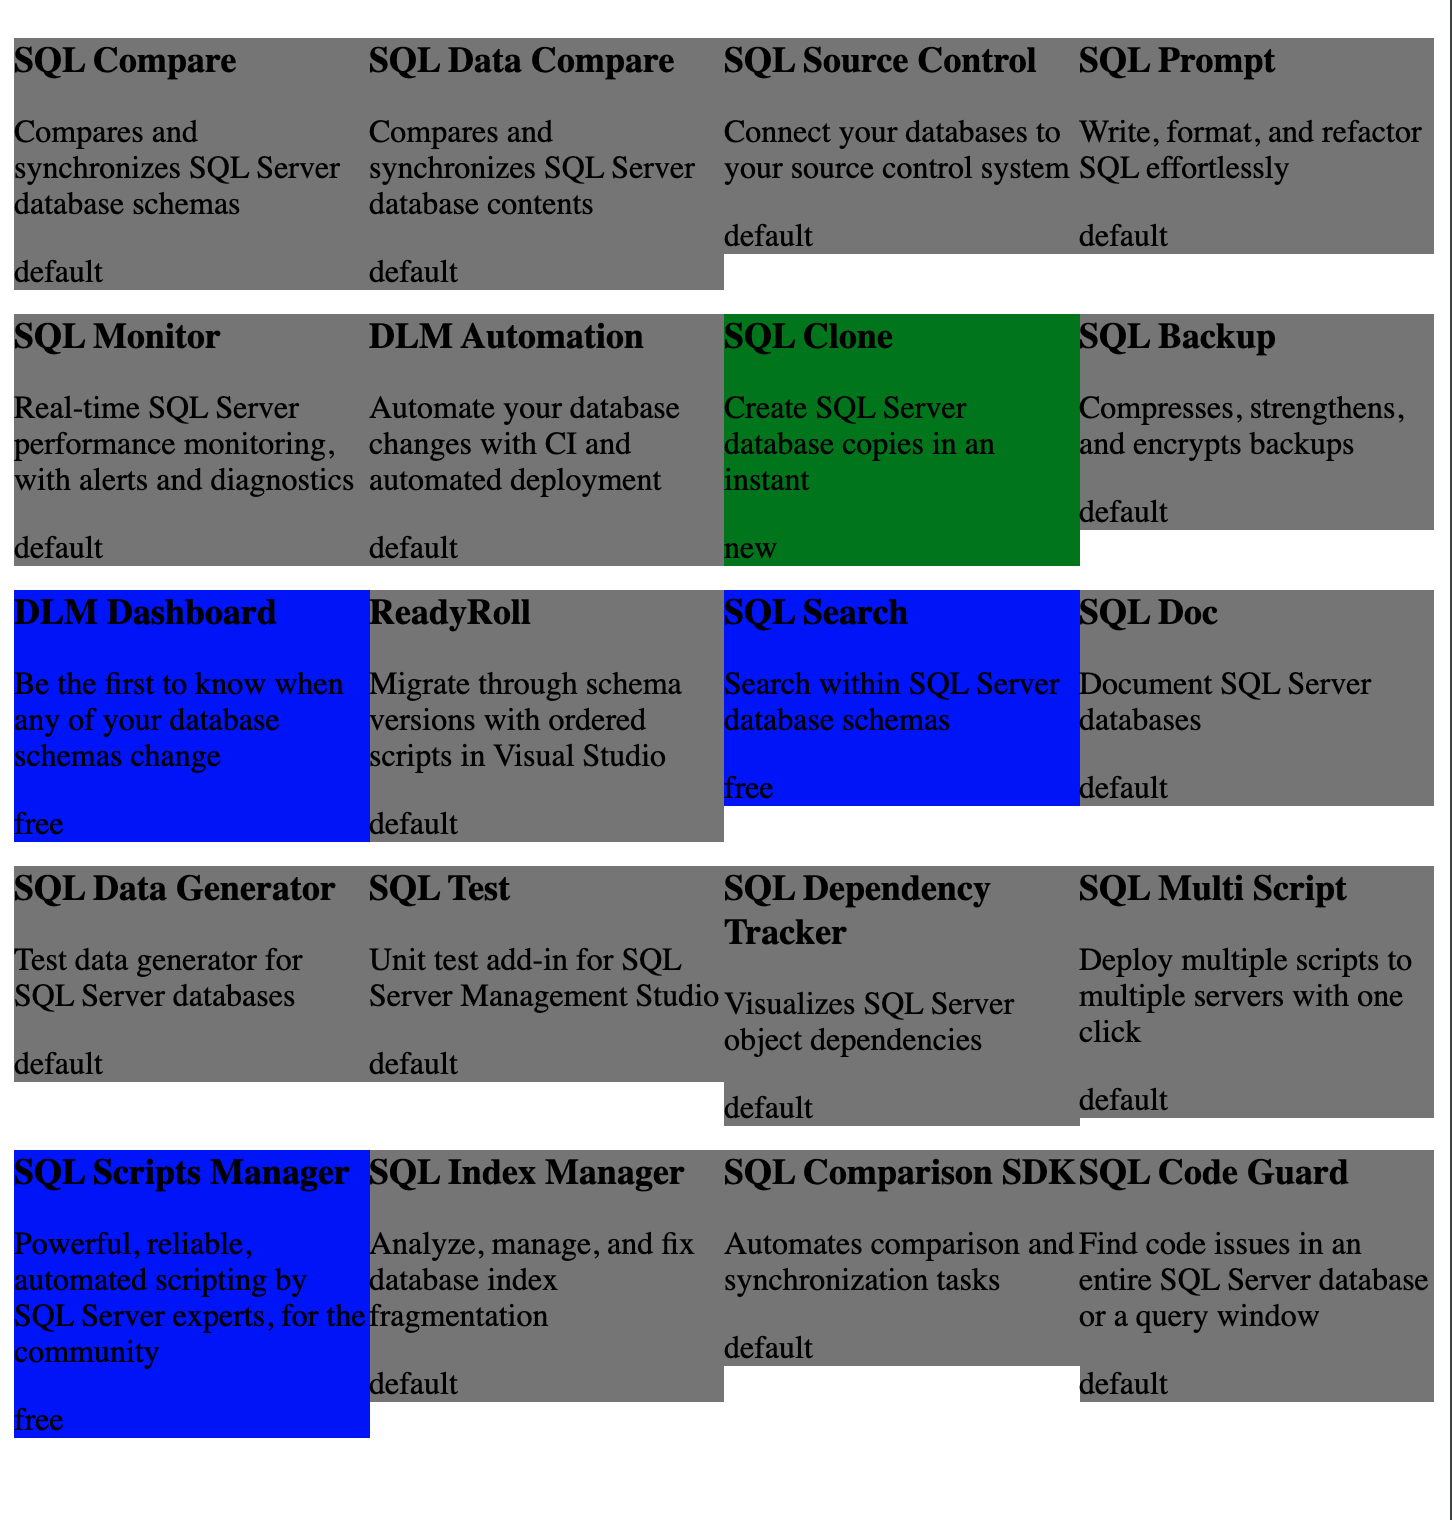 SQL Compare
Compares and
synchronizes SQL Server
database schemas
default
SQL Data Compare
Compares and
synchronizes SQL Server
database contents
default
SQL Source Control
Connect your databases to
your source control system
default
SQL Prompt
Write, format, and refactor
SQL effortlessly
default
SQL Monitor
Real-time SQL Server
performance monitoring,
with alerts and diagnostics
default
DLM Automation
Automate your database
changes with CI and
automated deployment
default
SQL Clone
Create SQL Server
database copies in an
instant
new
SQL Backup
Compresses, strengthens,
and encrypts backups
default
DLM Dashboard
Be the first to know when
any of your database
schemas change
free
ReadyRoll
Migrate through schema
versions with ordered
scripts in Visual Studio
default
SQL Search
Search within SQL Server
database schemas
free
SQL Doc
Document SQL Server
databases
default
SQL Data Generator
Test data generator for
SQL Server databases
default
SQL Test
Unit test add-in for SQL
Server Management Studio
default
SQL Dependency
Tracker
Visualizes SQL Server
object dependencies
default
SQL Multi Script
Deploy multiple scripts to
multiple servers with one
click
default
SQL Scripts Manager
Powerful, reliable,
automated scripting by
SQL Server experts, for the
community
free
SQL Index Manager
Analyze, manage, and fix
database index
fragmentation
default
SQL Comparison SDK
Automates comparison and
synchronization tasks
default
SQL Code Guard
Find code issues in an
entire SQL Server database
or a query window
default